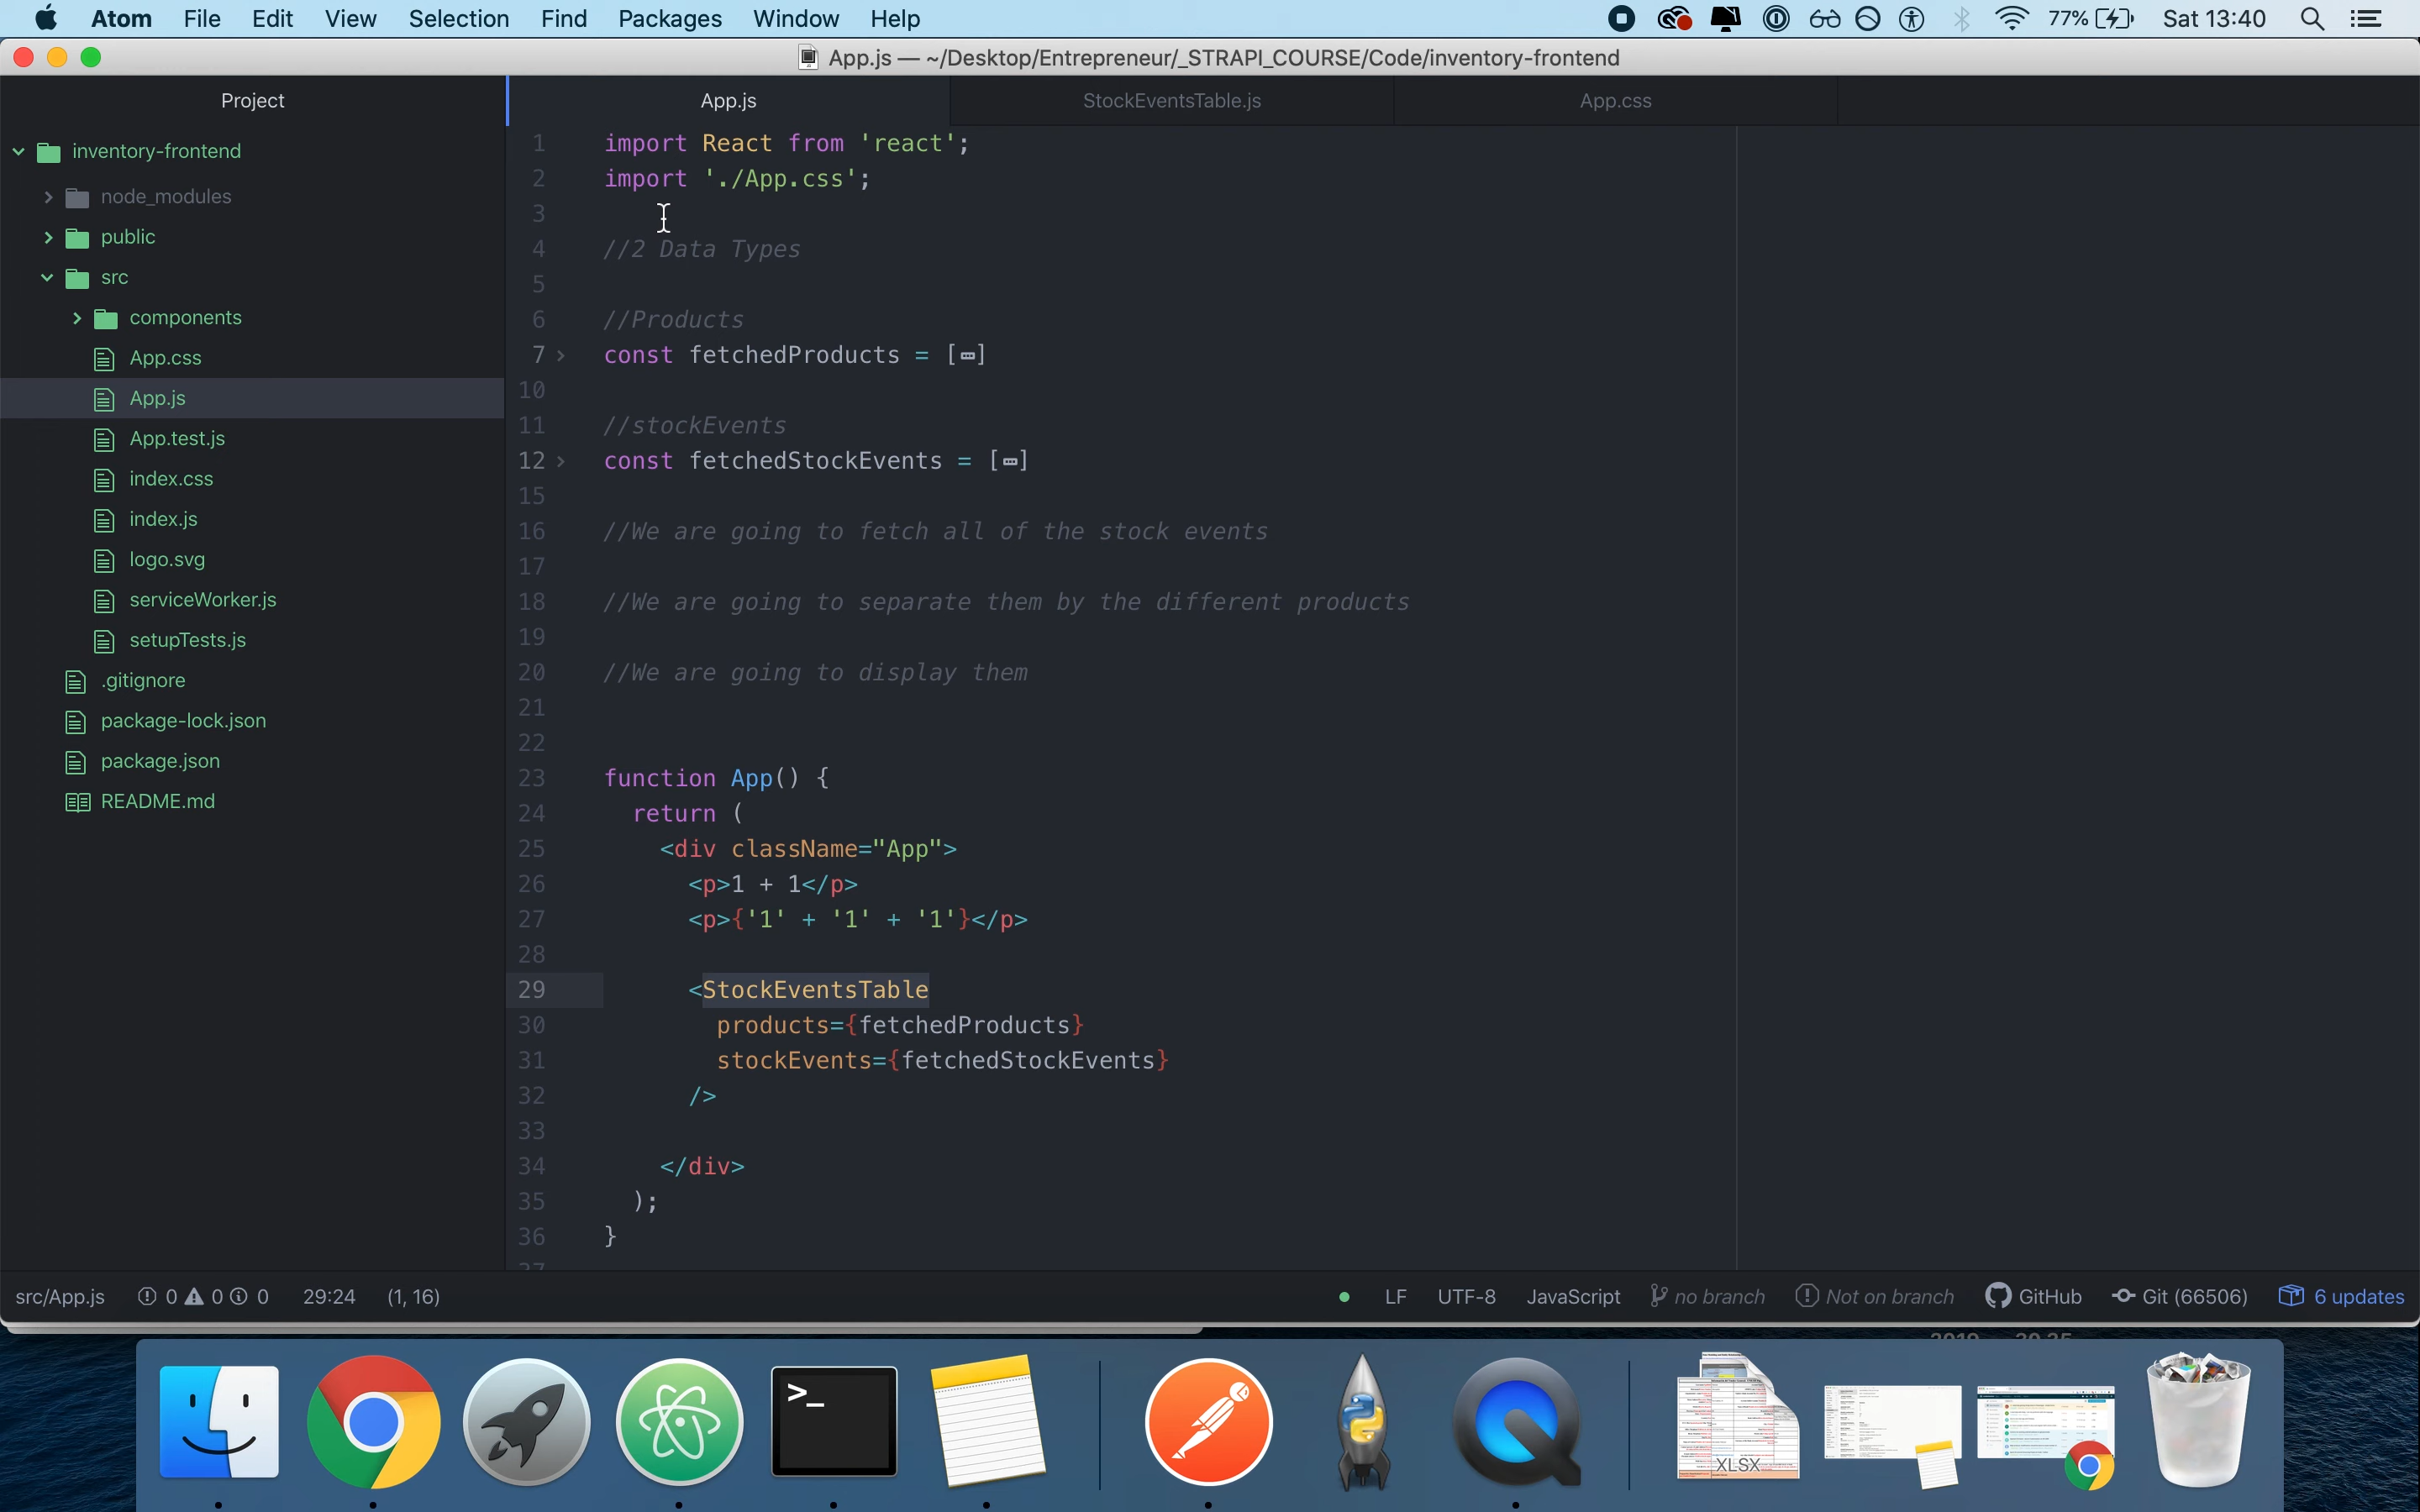 Atom File Edit View Selection Find Packages Window Help 77% Sat 13:40
App.js — ~/Desktop/Entrepreneur/_STRAPI_COURSE/Code/inventory-frontend
Project
inventory-frontend
node_modules
public
src
components
App.css
App.js
App.test.js
index.css
index.js
logo.svg
serviceWorker.js
setupTests.js
.gitignore
package-lock.json
package.json
README.md
App.js StockEventsTable.js App.css
1 import React from 'react';
2 import './App.css';
3
4 //2 Data Types
5
6 //Products
7 const fetchedProducts = […]
10
11 //stockEvents
12 const fetchedStockEvents = […]
15
16 //We are going to fetch all of the stock events
17
18 //We are going to separate them by the different products
19
20 //We are going to display them
21
22
23 function App() {
24 return (
25 <div className="App">
26 <p>1 + 1</p>
27 <p>{'1' + '1' + '1'}</p>
28
29 <StockEventsTable
30 products={fetchedProducts}
31 stockEvents={fetchedStockEvents}
32 />
33
34 </div>
35 );
36 }
37
src/App.js 0 0 0 29:24 (1, 16) LF UTF-8 JavaScript no branch Not on branch GitHub Git (66506) 6 updates
>_
XLSX